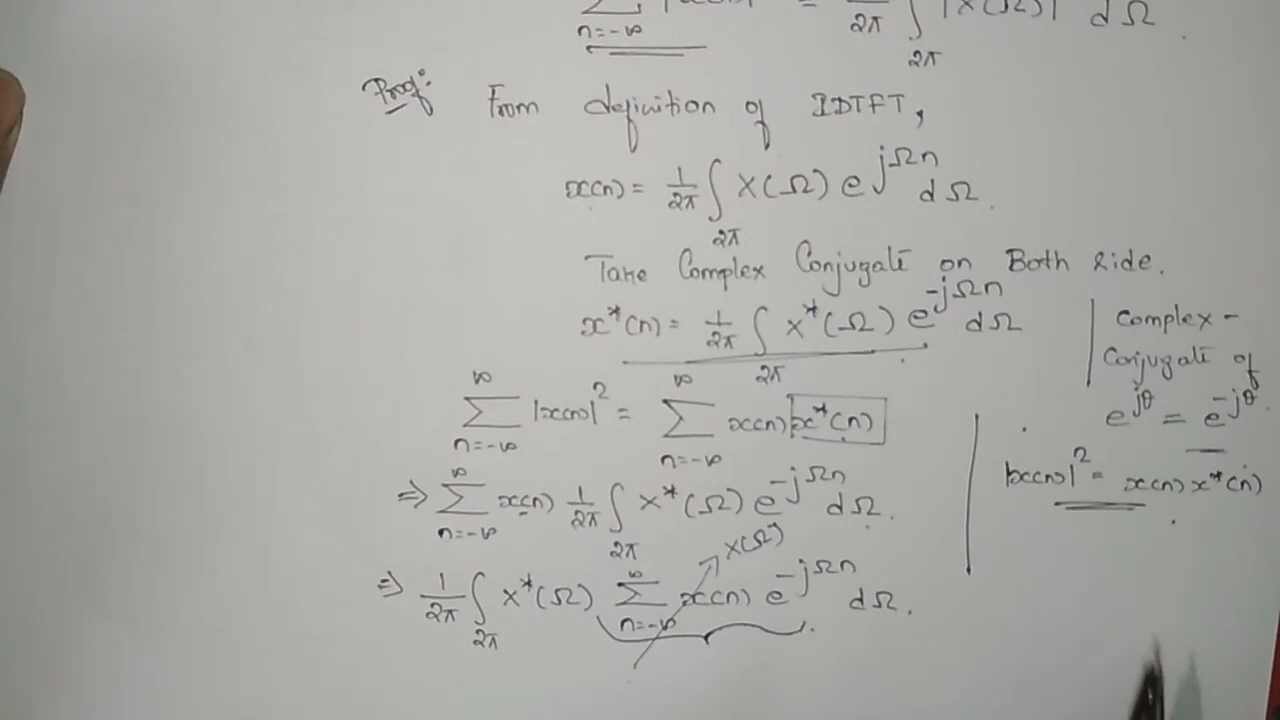 ∑ n=-∞ |x(n)| = 1/2π ∫ 2π |X(Ω)| dΩ
Proof:
From definition of IDTFT,
x(n) = 1/2π ∫ 2π X(Ω) e^{jΩn} dΩ.
Take Complex Conjugate on Both side.
x*(n) = 1/2π ∫ 2π X*(Ω) e^{-jΩn} dΩ
Complex -
Conjugate of
e^{jθ} = e^{-jθ}
∑ n=-∞ ∞ |x(n)|² = ∑ n=-∞ ∞ x(n) x*(n)
|x(n)|² = x(n) x*(n)
⇒ ∑ n=-∞ ∞ x(n) 1/2π ∫ 2π X*(Ω) e^{-jΩn} dΩ.
X(Ω)
⇒ 1/2π ∫ 2π X*(Ω) ∑ n=-∞ ∞ x(n) e^{-jΩn} dΩ.